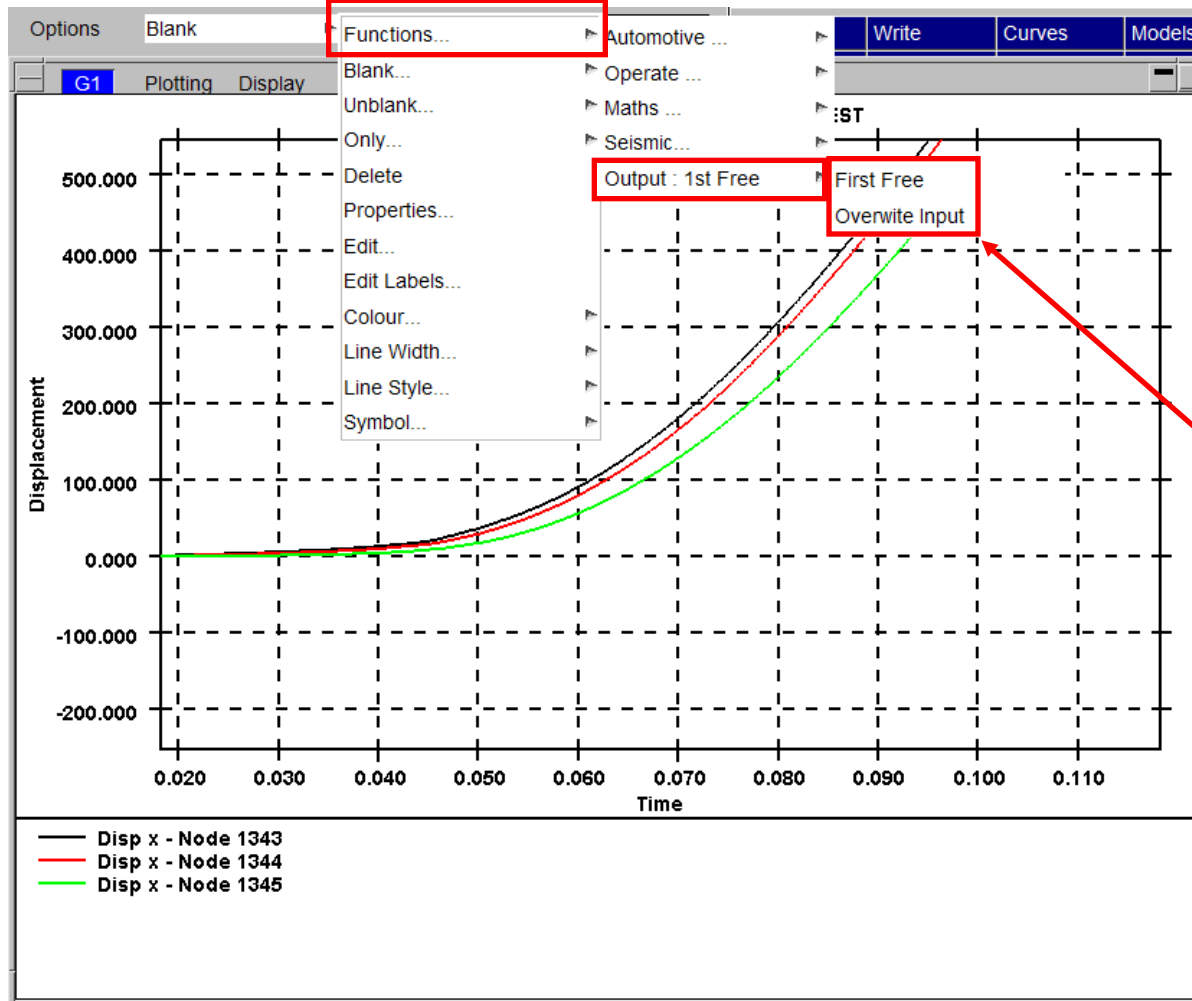 Options
Blank
Functions...
Blank...
Unblank...
Only...
Delete
Properties...
Edit...
Edit Labels...
Colour...
Line Width...
Line Style...
Symbol...
Automotive ...
Operate ...
Maths ...
Seismic...
Output : 1st Free
First Free
Overwite Input
Write
Curves
Models
G1
Plotting
Display
500.000
400.000
300.000
200.000
100.000
0.000
-100.000
-200.000
Displacement
0.020 0.030 0.040 0.050 0.060 0.070 0.080 0.090 0.100 0.110
Time
Disp x - Node 1343
Disp x - Node 1344
Disp x - Node 1345